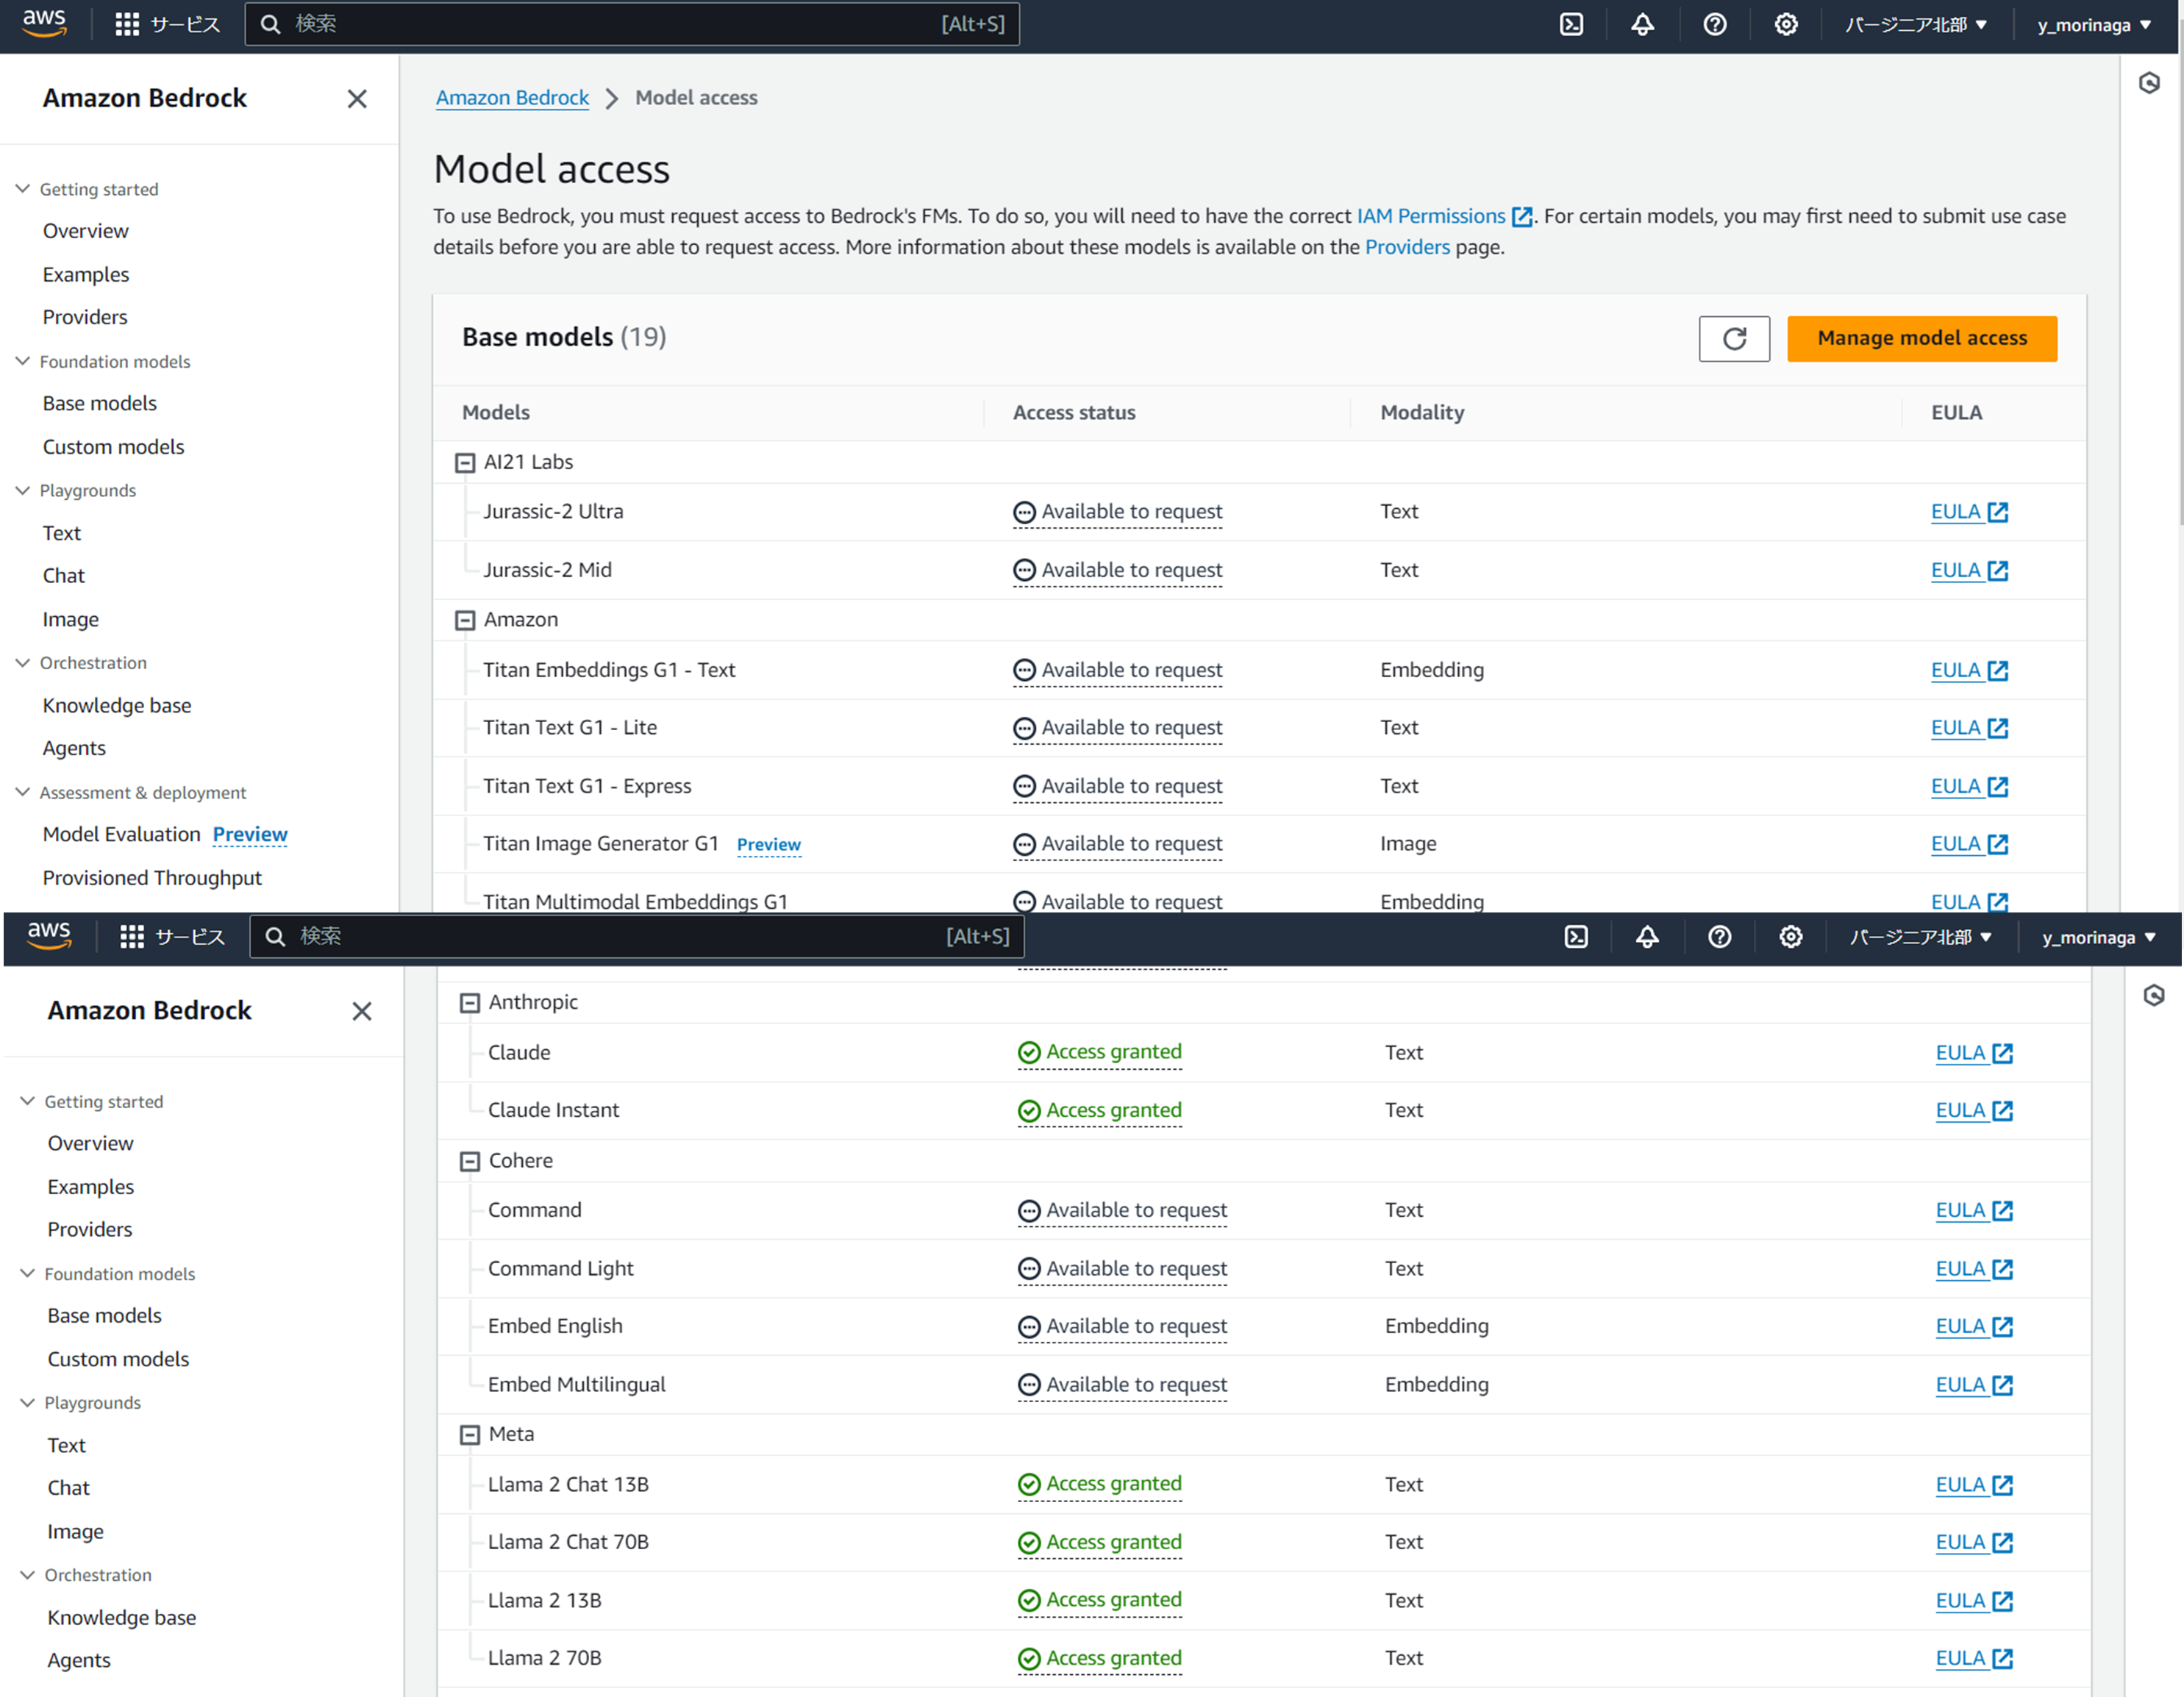 aws
サービス
検索
[Alt+S]
バージニア北部
y_morinaga
Amazon Bedrock
Getting started
Overview
Examples
Providers
Foundation models
Base models
Custom models
Playgrounds
Text
Chat
Image
Orchestration
Knowledge base
Agents
Assessment & deployment
Model Evaluation Preview
Provisioned Throughput
Amazon Bedrock Model access
Model access
To use Bedrock, you must request access to Bedrock's FMs. To do so, you will need to have the correct IAM Permissions . For certain models, you may first need to submit use case
details before you are able to request access. More information about these models is available on the Providers page.
Base models (19)
Manage model access
Models Access status Modality EULA
AI21 Labs
Jurassic-2 Ultra Available to request Text EULA
Jurassic-2 Mid Available to request Text EULA
Amazon
Titan Embeddings G1 - Text Available to request Embedding EULA
Titan Text G1 - Lite Available to request Text EULA
Titan Text G1 - Express Available to request Text EULA
Titan Image Generator G1 Preview Available to request Image EULA
Titan Multimodal Embeddings G1 Available to request Embedding EULA
aws
サービス
検索
[Alt+S]
バージニア北部
y_morinaga
Amazon Bedrock
Getting started
Overview
Examples
Providers
Foundation models
Base models
Custom models
Playgrounds
Text
Chat
Image
Orchestration
Knowledge base
Agents
Anthropic
Claude Access granted Text EULA
Claude Instant Access granted Text EULA
Cohere
Command Available to request Text EULA
Command Light Available to request Text EULA
Embed English Available to request Embedding EULA
Embed Multilingual Available to request Embedding EULA
Meta
Llama 2 Chat 13B Access granted Text EULA
Llama 2 Chat 70B Access granted Text EULA
Llama 2 13B Access granted Text EULA
Llama 2 70B Access granted Text EULA